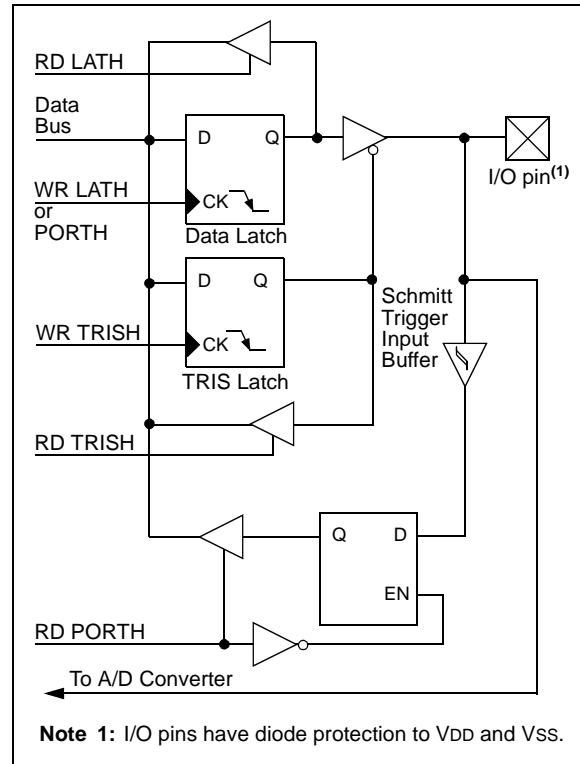 RD LATH
Data
Bus
D
Q
I/O pin(1)
WR LATH
or
PORTH
CK
Data Latch
D
Q
Schmitt
Trigger
Input
Buffer
WR TRISH
CK
TRIS Latch
RD TRISH
Q
D
EN
RD PORTH
To A/D Converter
Note 1: I/O pins have diode protection to VDD and VSS.